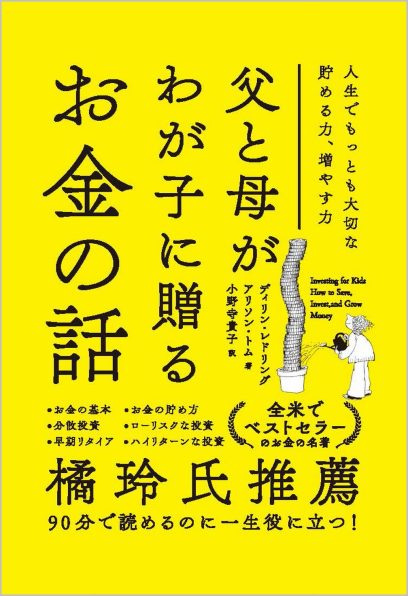 人生でもっとも大切な
貯める力、増やす力
父と母が
わが子に贈る
お金の話
Investing for Kids
How to Save,
Invest,and Grow
Money
ディリン・レドリング
アリソン・トム 著
小野寺貴子 訳
•お金の基本
•分散投資
•早期リタイア
•お金の貯め方
•ローリスクな投資
•ハイリターンな投資
全米で
ベストセラー
のお金の名著
橘玲氏推薦
90分で読めるのに一生役に立つ!